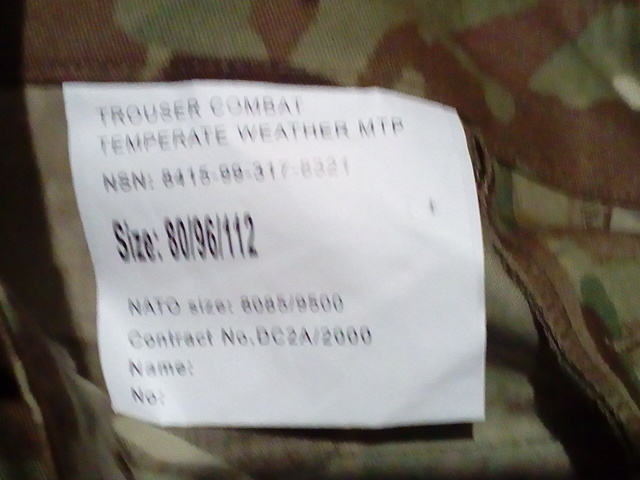 TROUSER COMBAT
TEMPERATE WEATHER MTP
NSN: 8415-99-317-8321
Size: 80/96/112
NATO size: 8085/9500
Contract No.DC2A/2000
Name:
No: